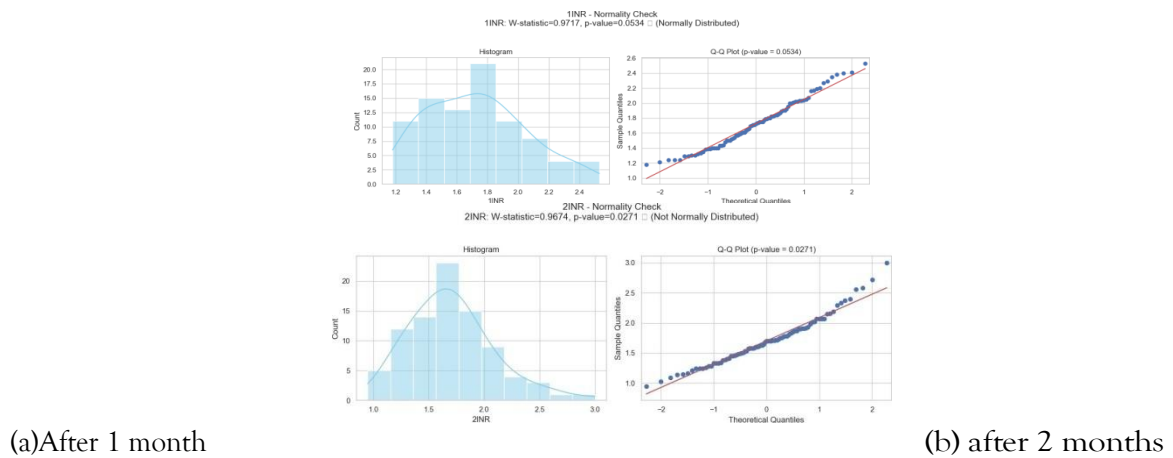 1INR - Normality Check
1INR: W-statistic=0.9717, p-value=0.0534 □ (Normally Distributed)
Histogram
Q-Q Plot (p-value = 0.0534)
Count
20.0
17.5
15.0
12.5
10.0
7.5
5.0
2.5
0.0
1.2 1.4 1.6 1.8 2.0 2.2 2.4
1INR
Sample Quantiles
2.6
2.4
2.2
2.0
1.8
1.6
1.4
1.2
1.0
−2 −1 0 1 2
Theoretical Quantiles
2INR - Normality Check
2INR: W-statistic=0.9674, p-value=0.0271 □ (Not Normally Distributed)
Histogram
Q-Q Plot (p-value = 0.0271)
Count
20
15
10
5
0
1.0 1.5 2.0 2.5 3.0
2INR
Sample Quantiles
3.0
2.5
2.0
1.5
1.0
−2 −1 0 1 2
Theoretical Quantiles
(a)After 1 month (b) after 2 months